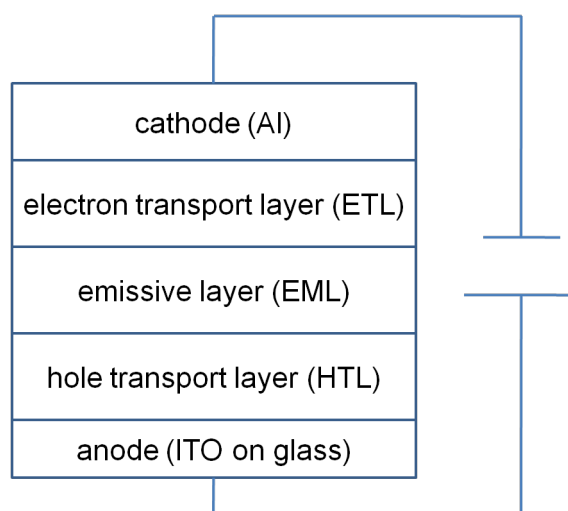 cathode (Al)
electron transport layer (ETL)
emissive layer (EML)
hole transport layer (HTL)
anode (ITO on glass)